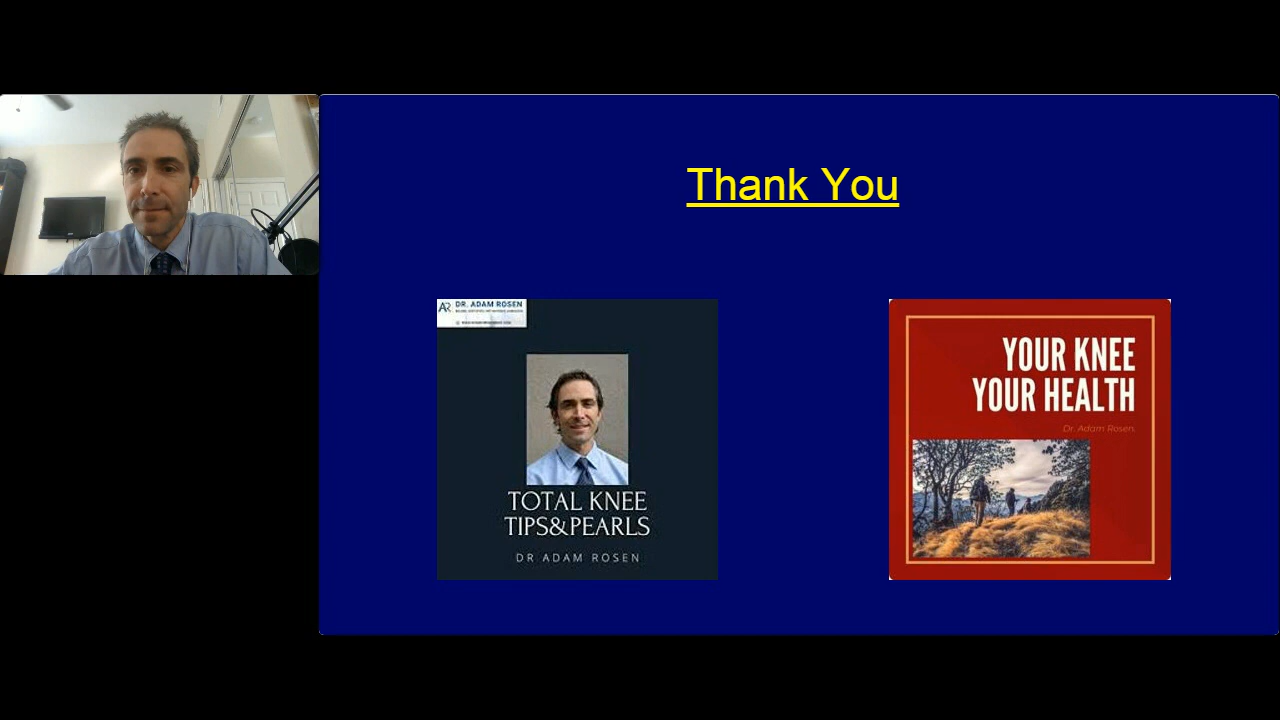 Thank You
DR. ADAM ROSEN
TOTAL KNEE
TIPS&PEARLS
DR ADAM ROSEN
YOUR KNEE
YOUR HEALTH
Dr. Adam Rosen